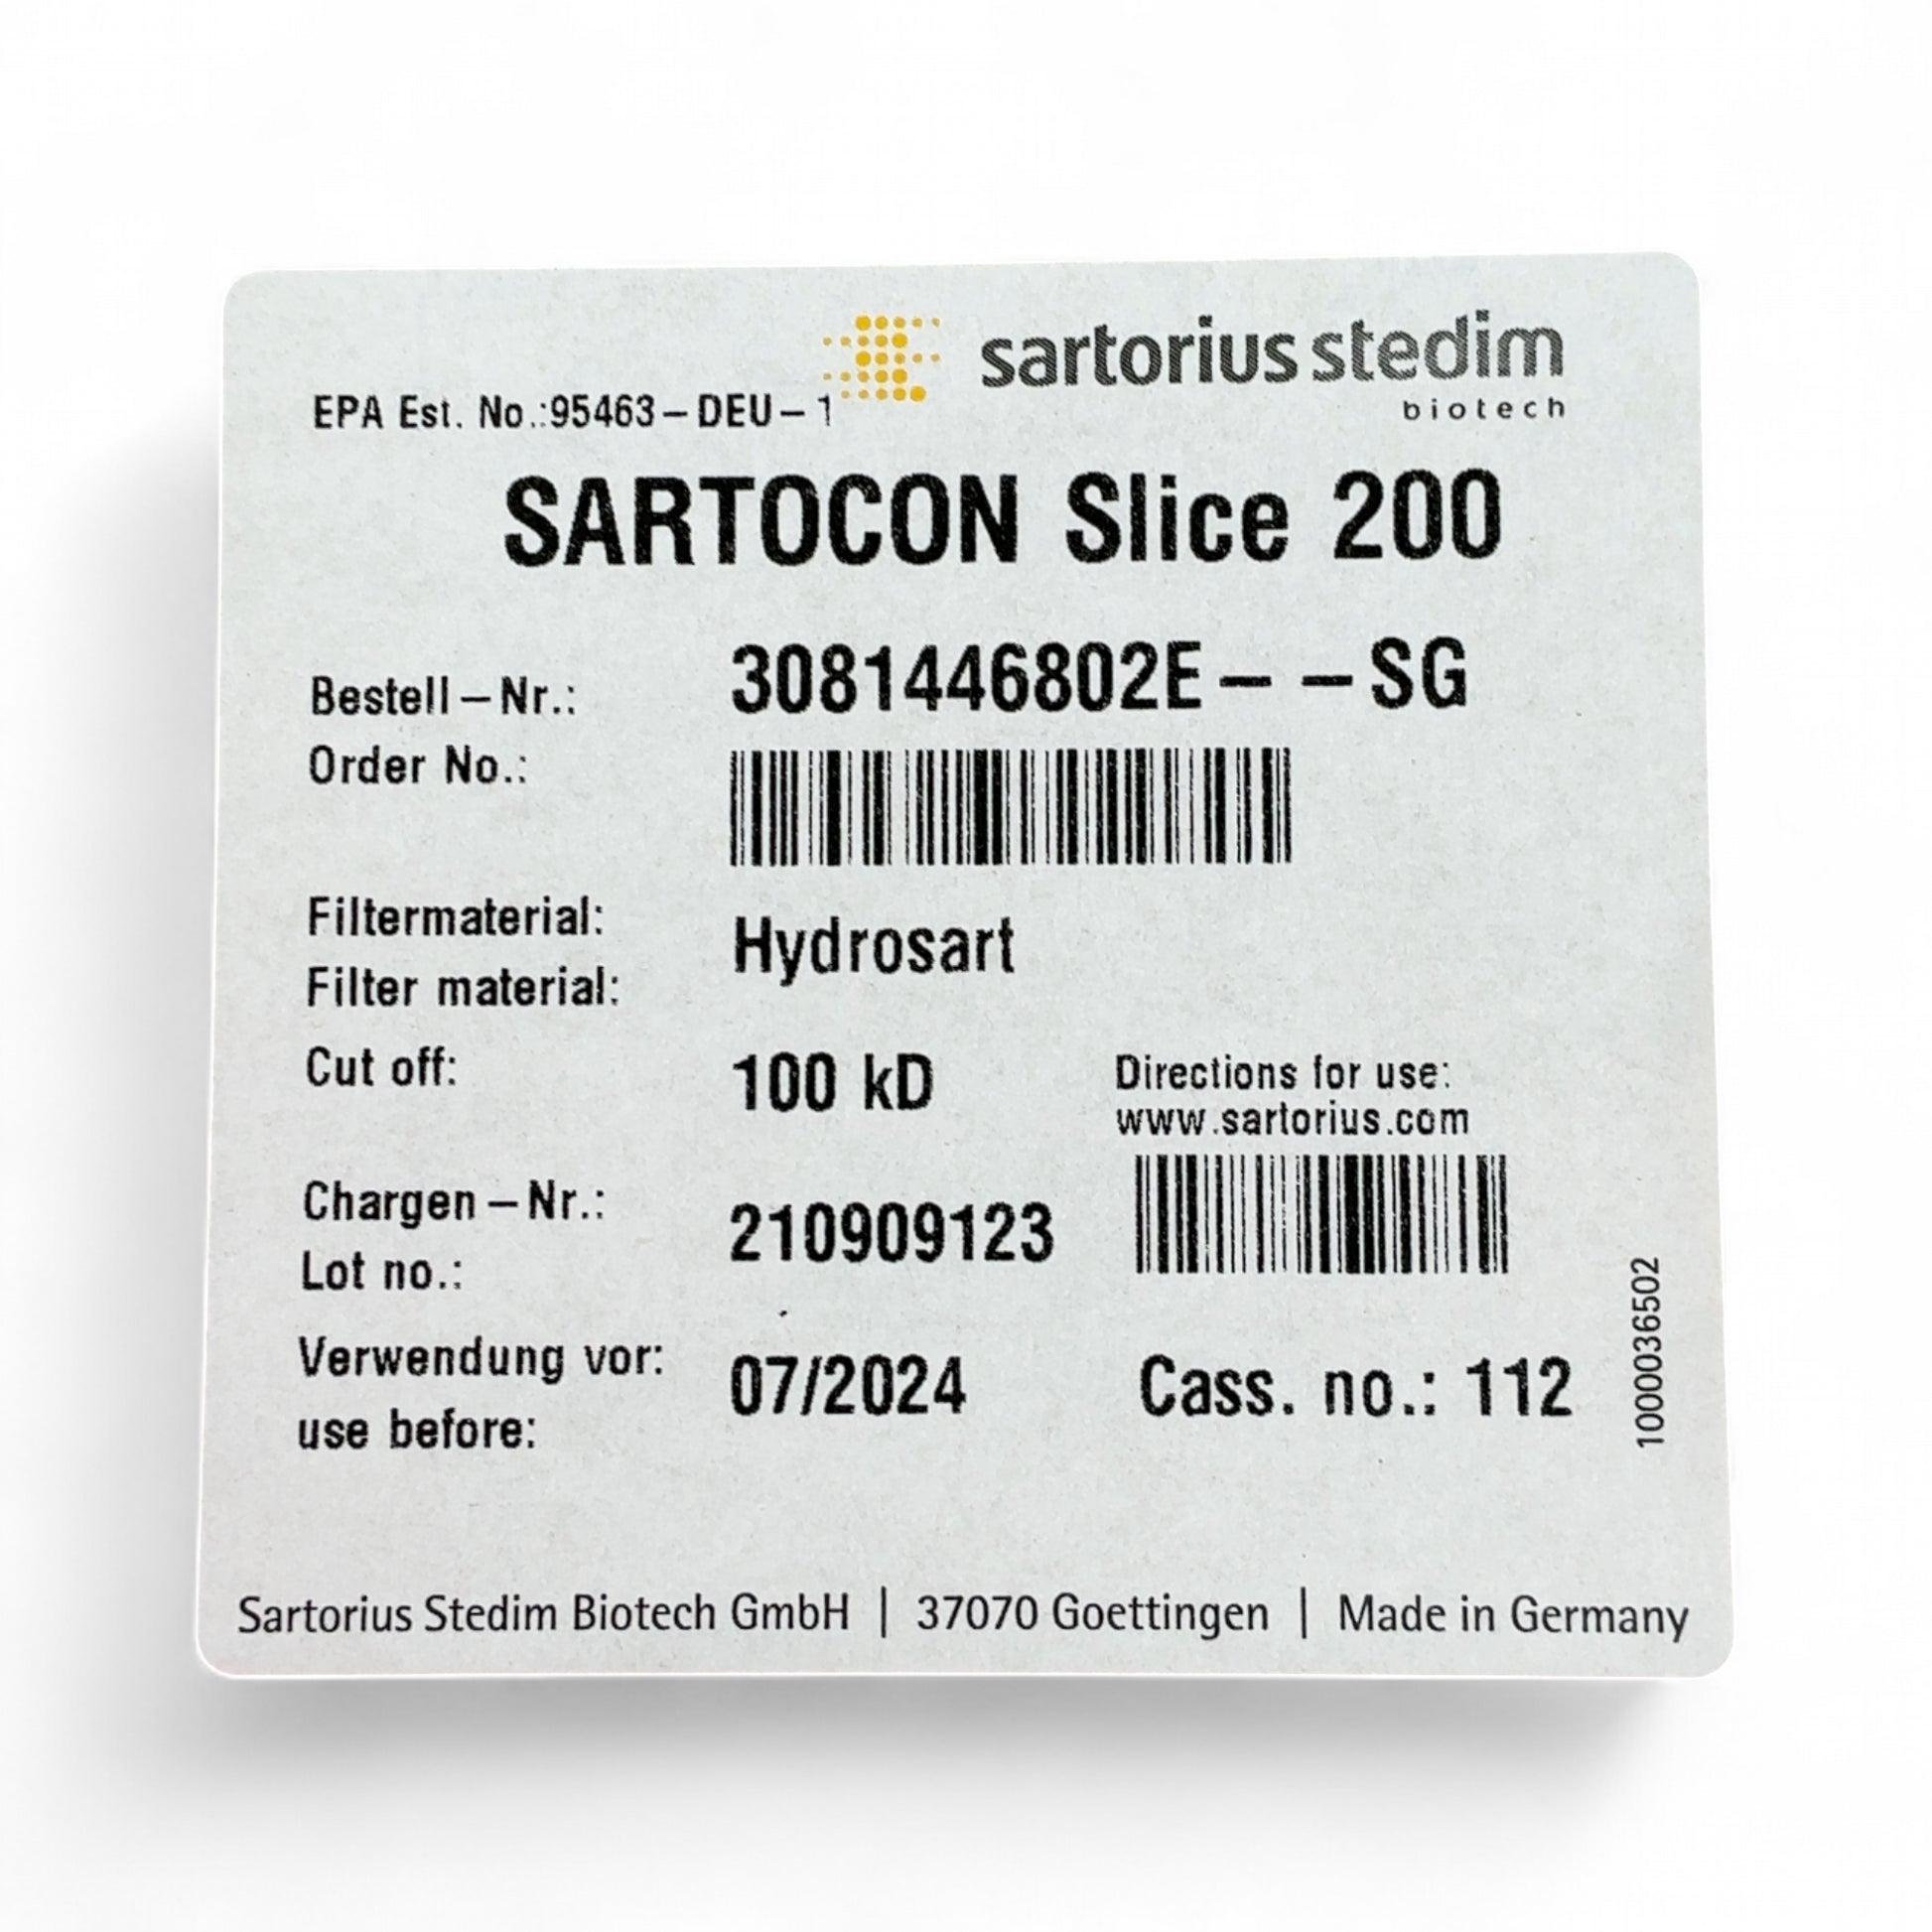 sartorius stedim
biotech
EPA Est. No.:95463-DEU-1
SARTOCON Slice 200
Bestell-Nr.: 3081446802E- -SG
Order No.:
Filtermaterial: Hydrosart
Filter material:
Cut off: 100 kD
Directions for use:
www.sartorius.com
Chargen-Nr.: 210909123
Lot no.:
Verwendung vor: 07/2024 Cass. no.: 112
use before:
1000036502
Sartorius Stedim Biotech GmbH | 37070 Goettingen | Made in Germany